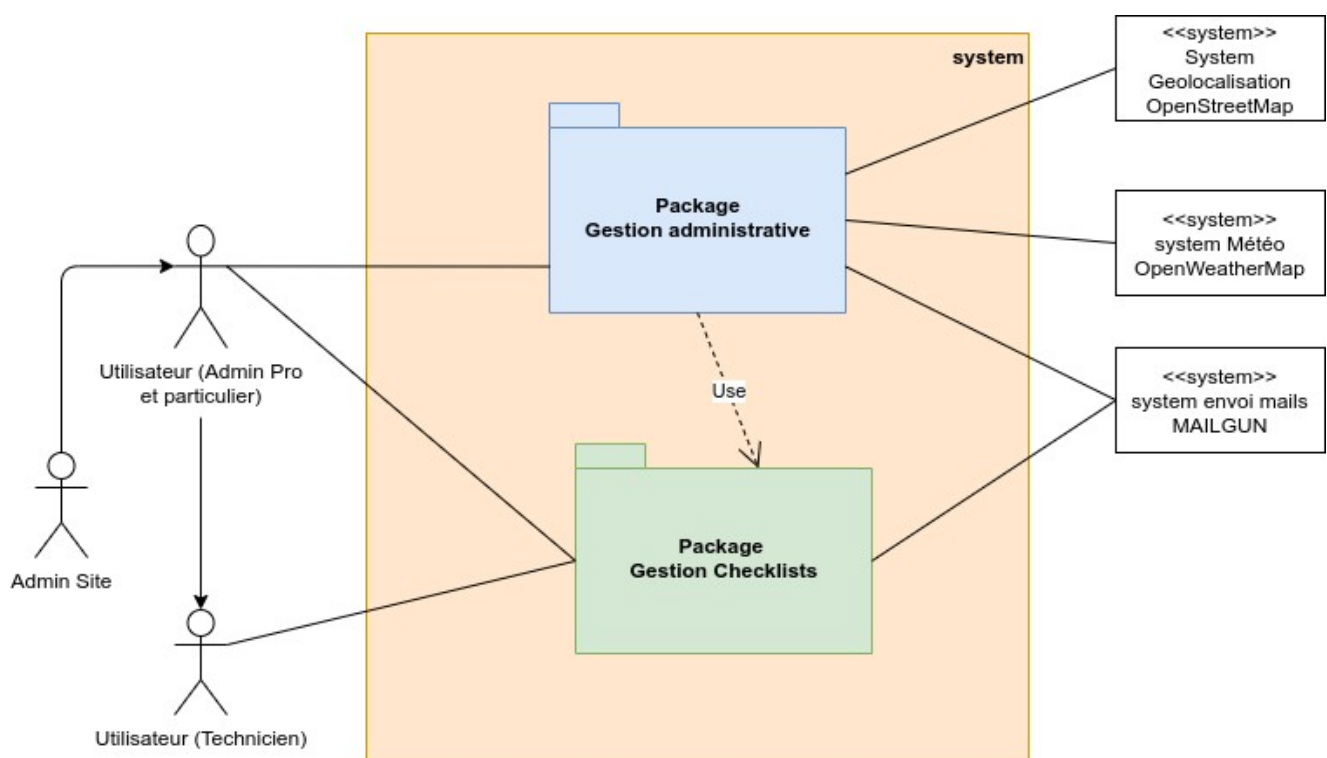 <<system>>
System
Geolocalisation
OpenStreetMap
system
Package
Gestion administrative
<<system>>
system Météo
OpenWeatherMap
Utilisateur (Admin Pro
et particulier)
Use
<<system>>
system envoi mails
MAILGUN
Package
Gestion Checklists
Admin Site
Utilisateur (Technicien)